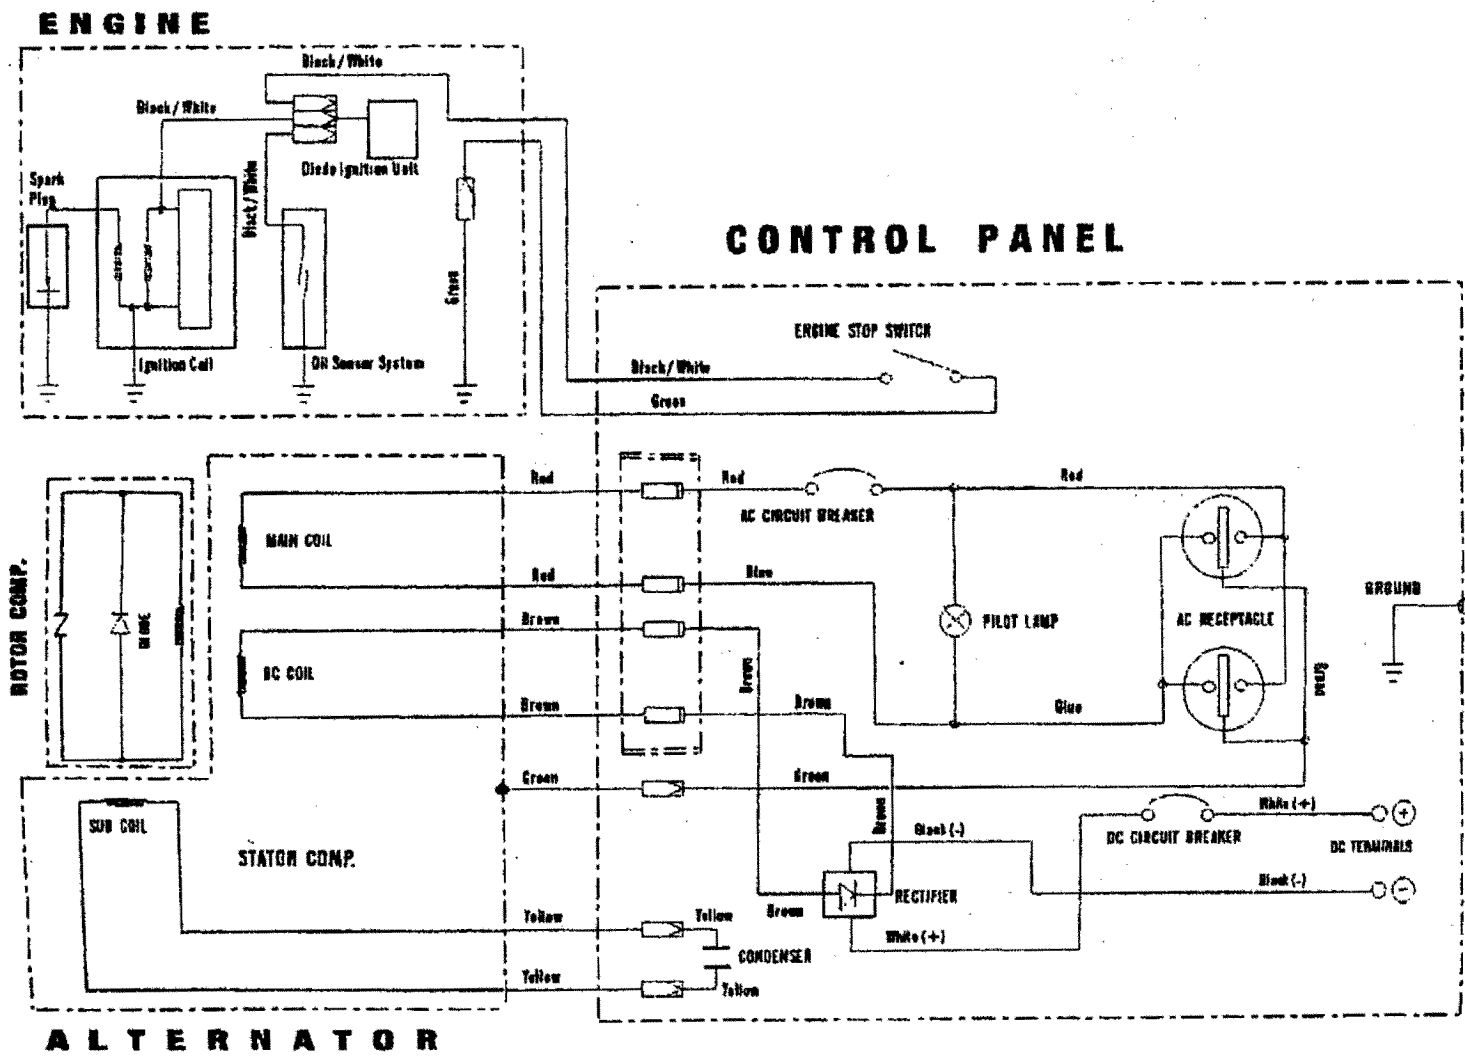 ENGINE
Black/White
Black/White
Diode Ignition Unit
Spark
Plug
Black/White
Green
Ignition Coil
Oil Sensor System
CONTROL PANEL
ENGINE STOP SWITCH
Black/White
Green
Red
Red
Red
AC CIRCUIT BREAKER
MAIN COIL
Red
Blue
ROTOR COMP.
DIODE
Brown
PILOT LAMP
AC RECEPTACLE
GROUND
DC COIL
Brown
Brown
Brown
Blue
Green
Green
Green
Brown
SUB COIL
STATOR COMP.
Black(-)
White(+)
DC CIRCUIT BREAKER
DC TERMINALS
Black(-)
RECTIFIER
Brown
Yellow
Yellow
White(+)
CONDENSER
Yellow
Yellow
ALTERNATOR